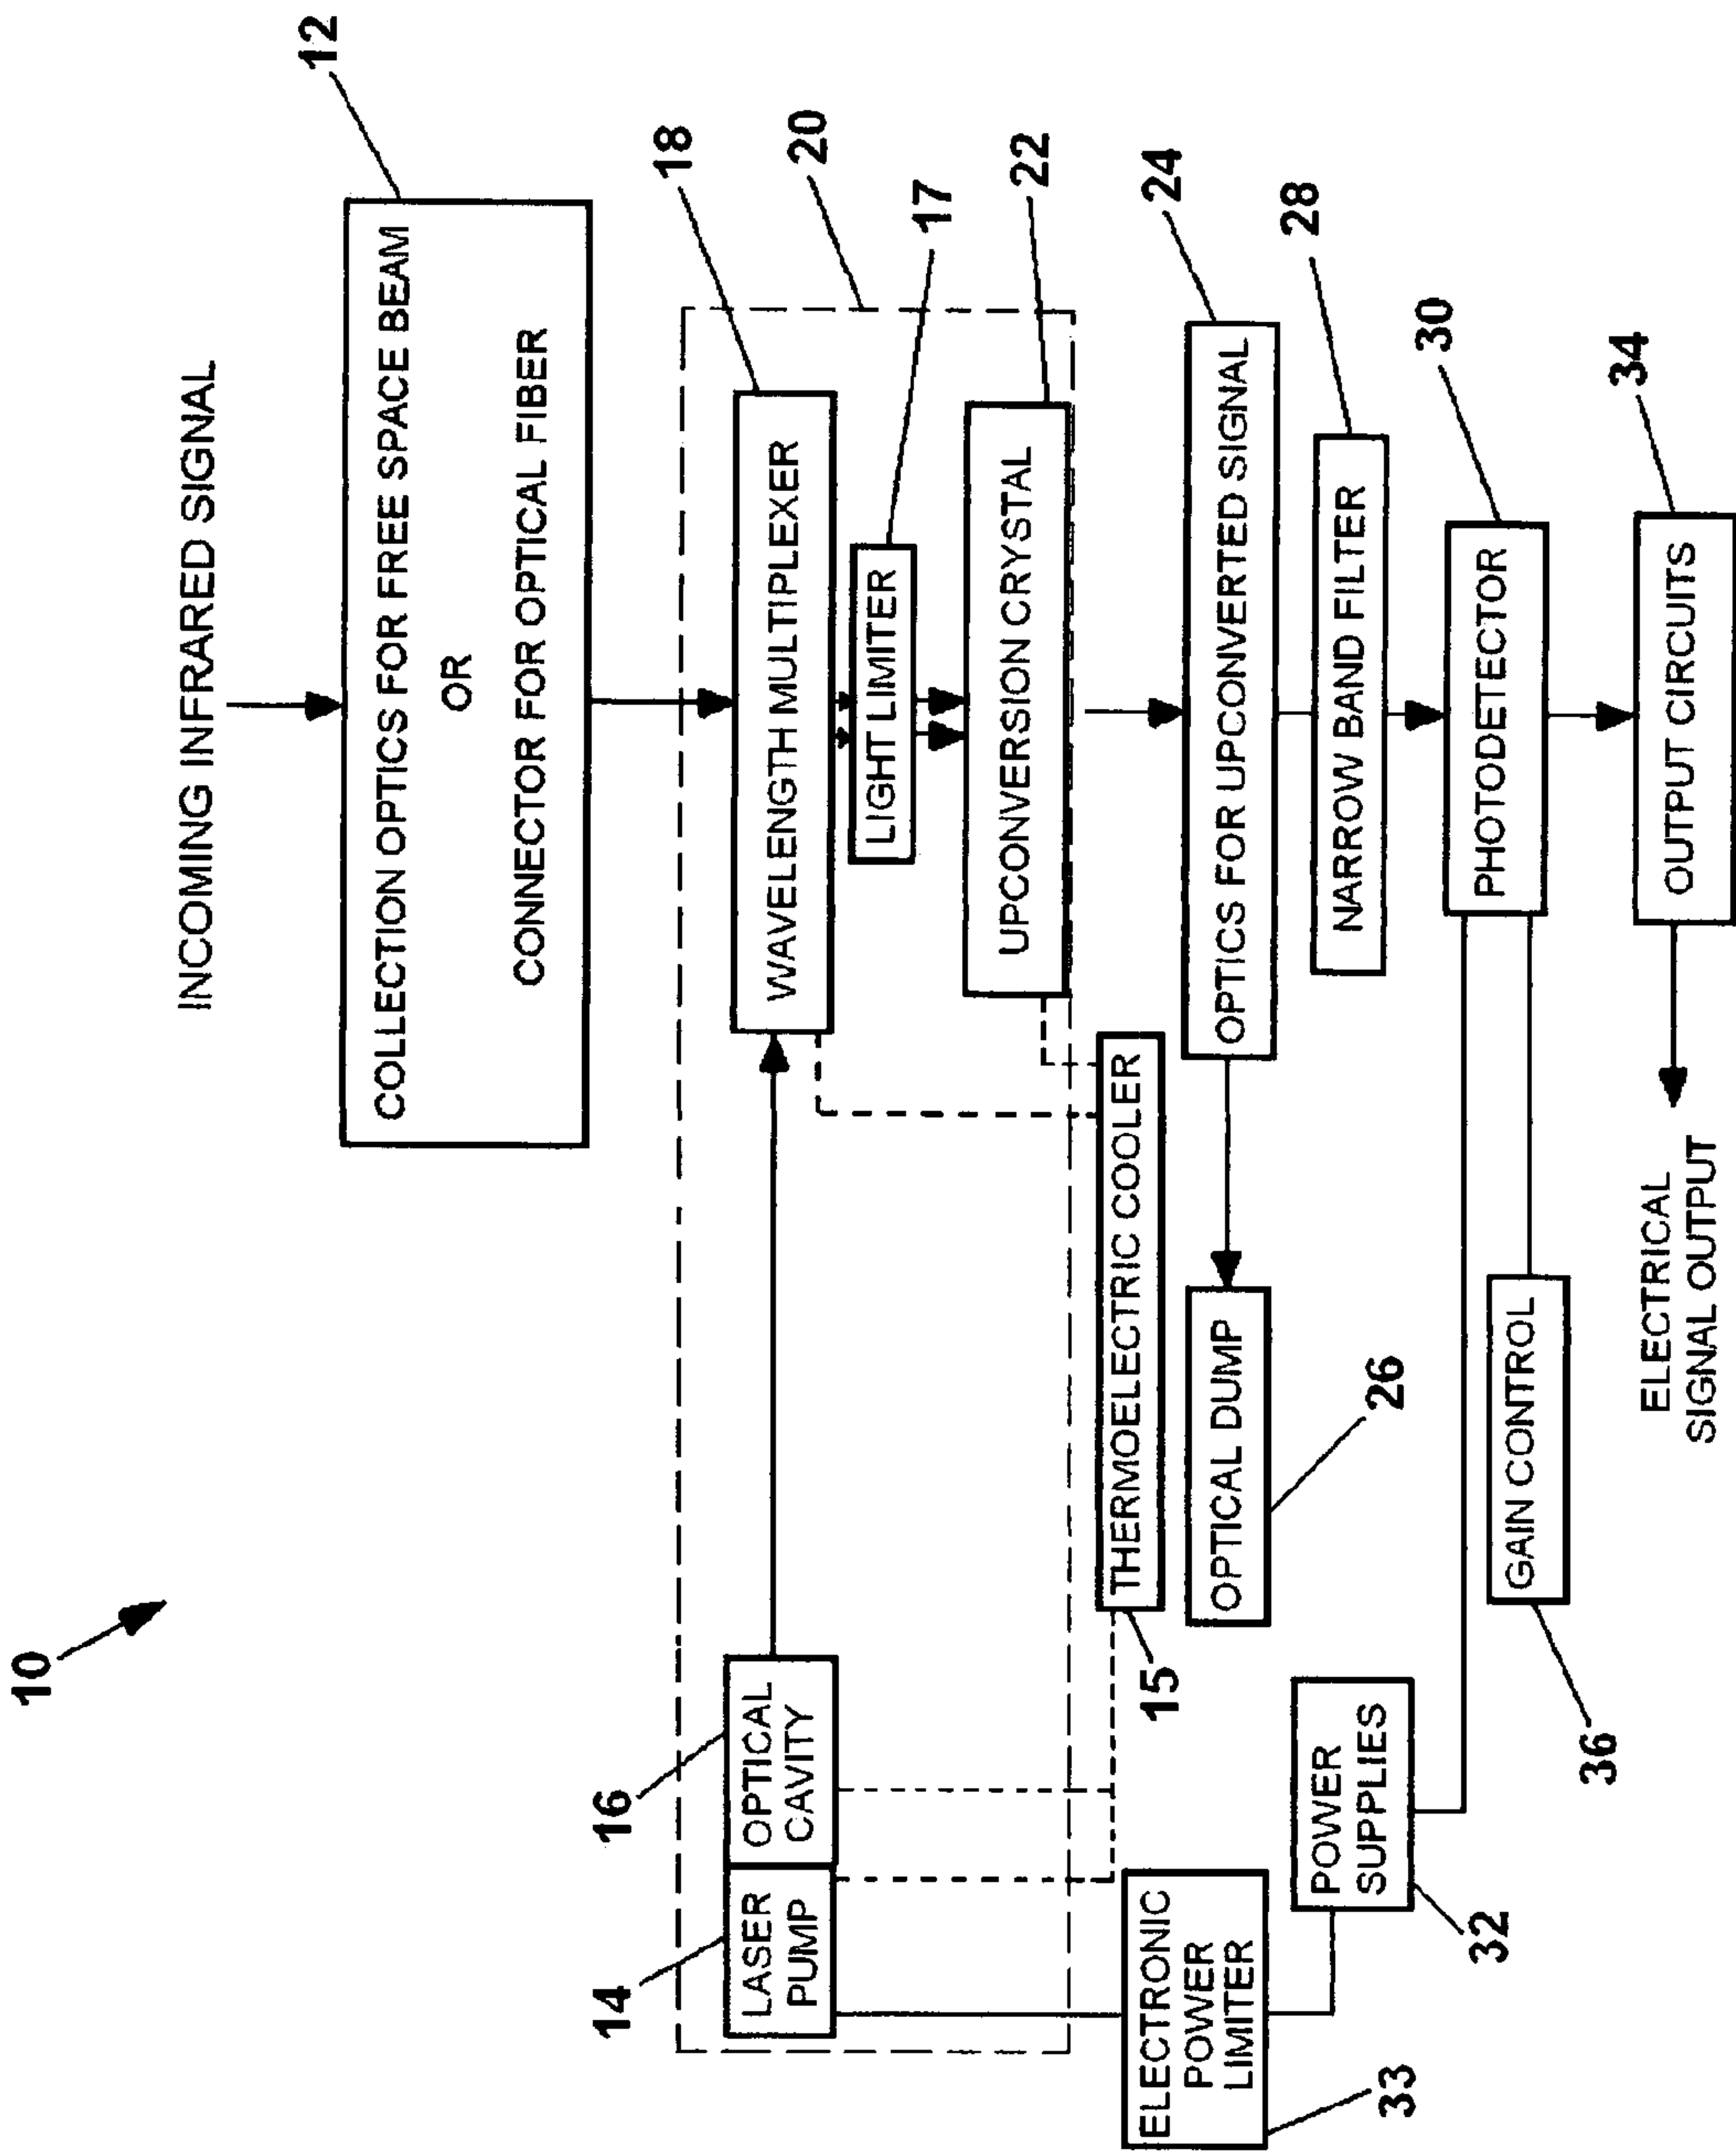 10
INCOMING INFRARED SIGNAL
12
COLLECTION OPTICS FOR FREE SPACE BEAM
OR
CONNECTOR FOR OPTICAL FIBER
14
LASER
PUMP
16
OPTICAL
CAVITY
18
WAVELENGTH MULTIPLEXER
20
LIGHT LIMITER
17
UPCONVERSION CRYSTAL
22
THERMOELECTRIC COOLER
15
ELECTRONIC
POWER
LIMITER
33
OPTICAL DUMP
26
OPTICS FOR UPCONVERTED SIGNAL
24
POWER
SUPPLIES
32
NARROW BAND FILTER
28
PHOTODETECTOR
30
GAIN CONTROL
36
OUTPUT CIRCUITS
34
ELECTRICAL
SIGNAL OUTPUT